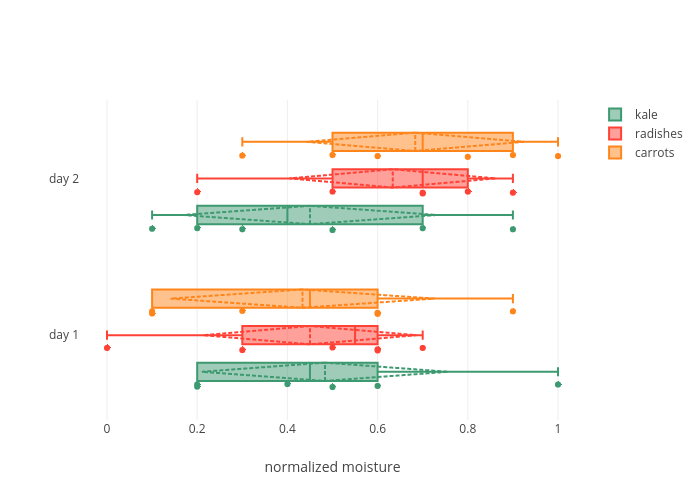 kale
radishes
carrots
day 2
day 1
0 0.2 0.4 0.6 0.8 1
normalized moisture